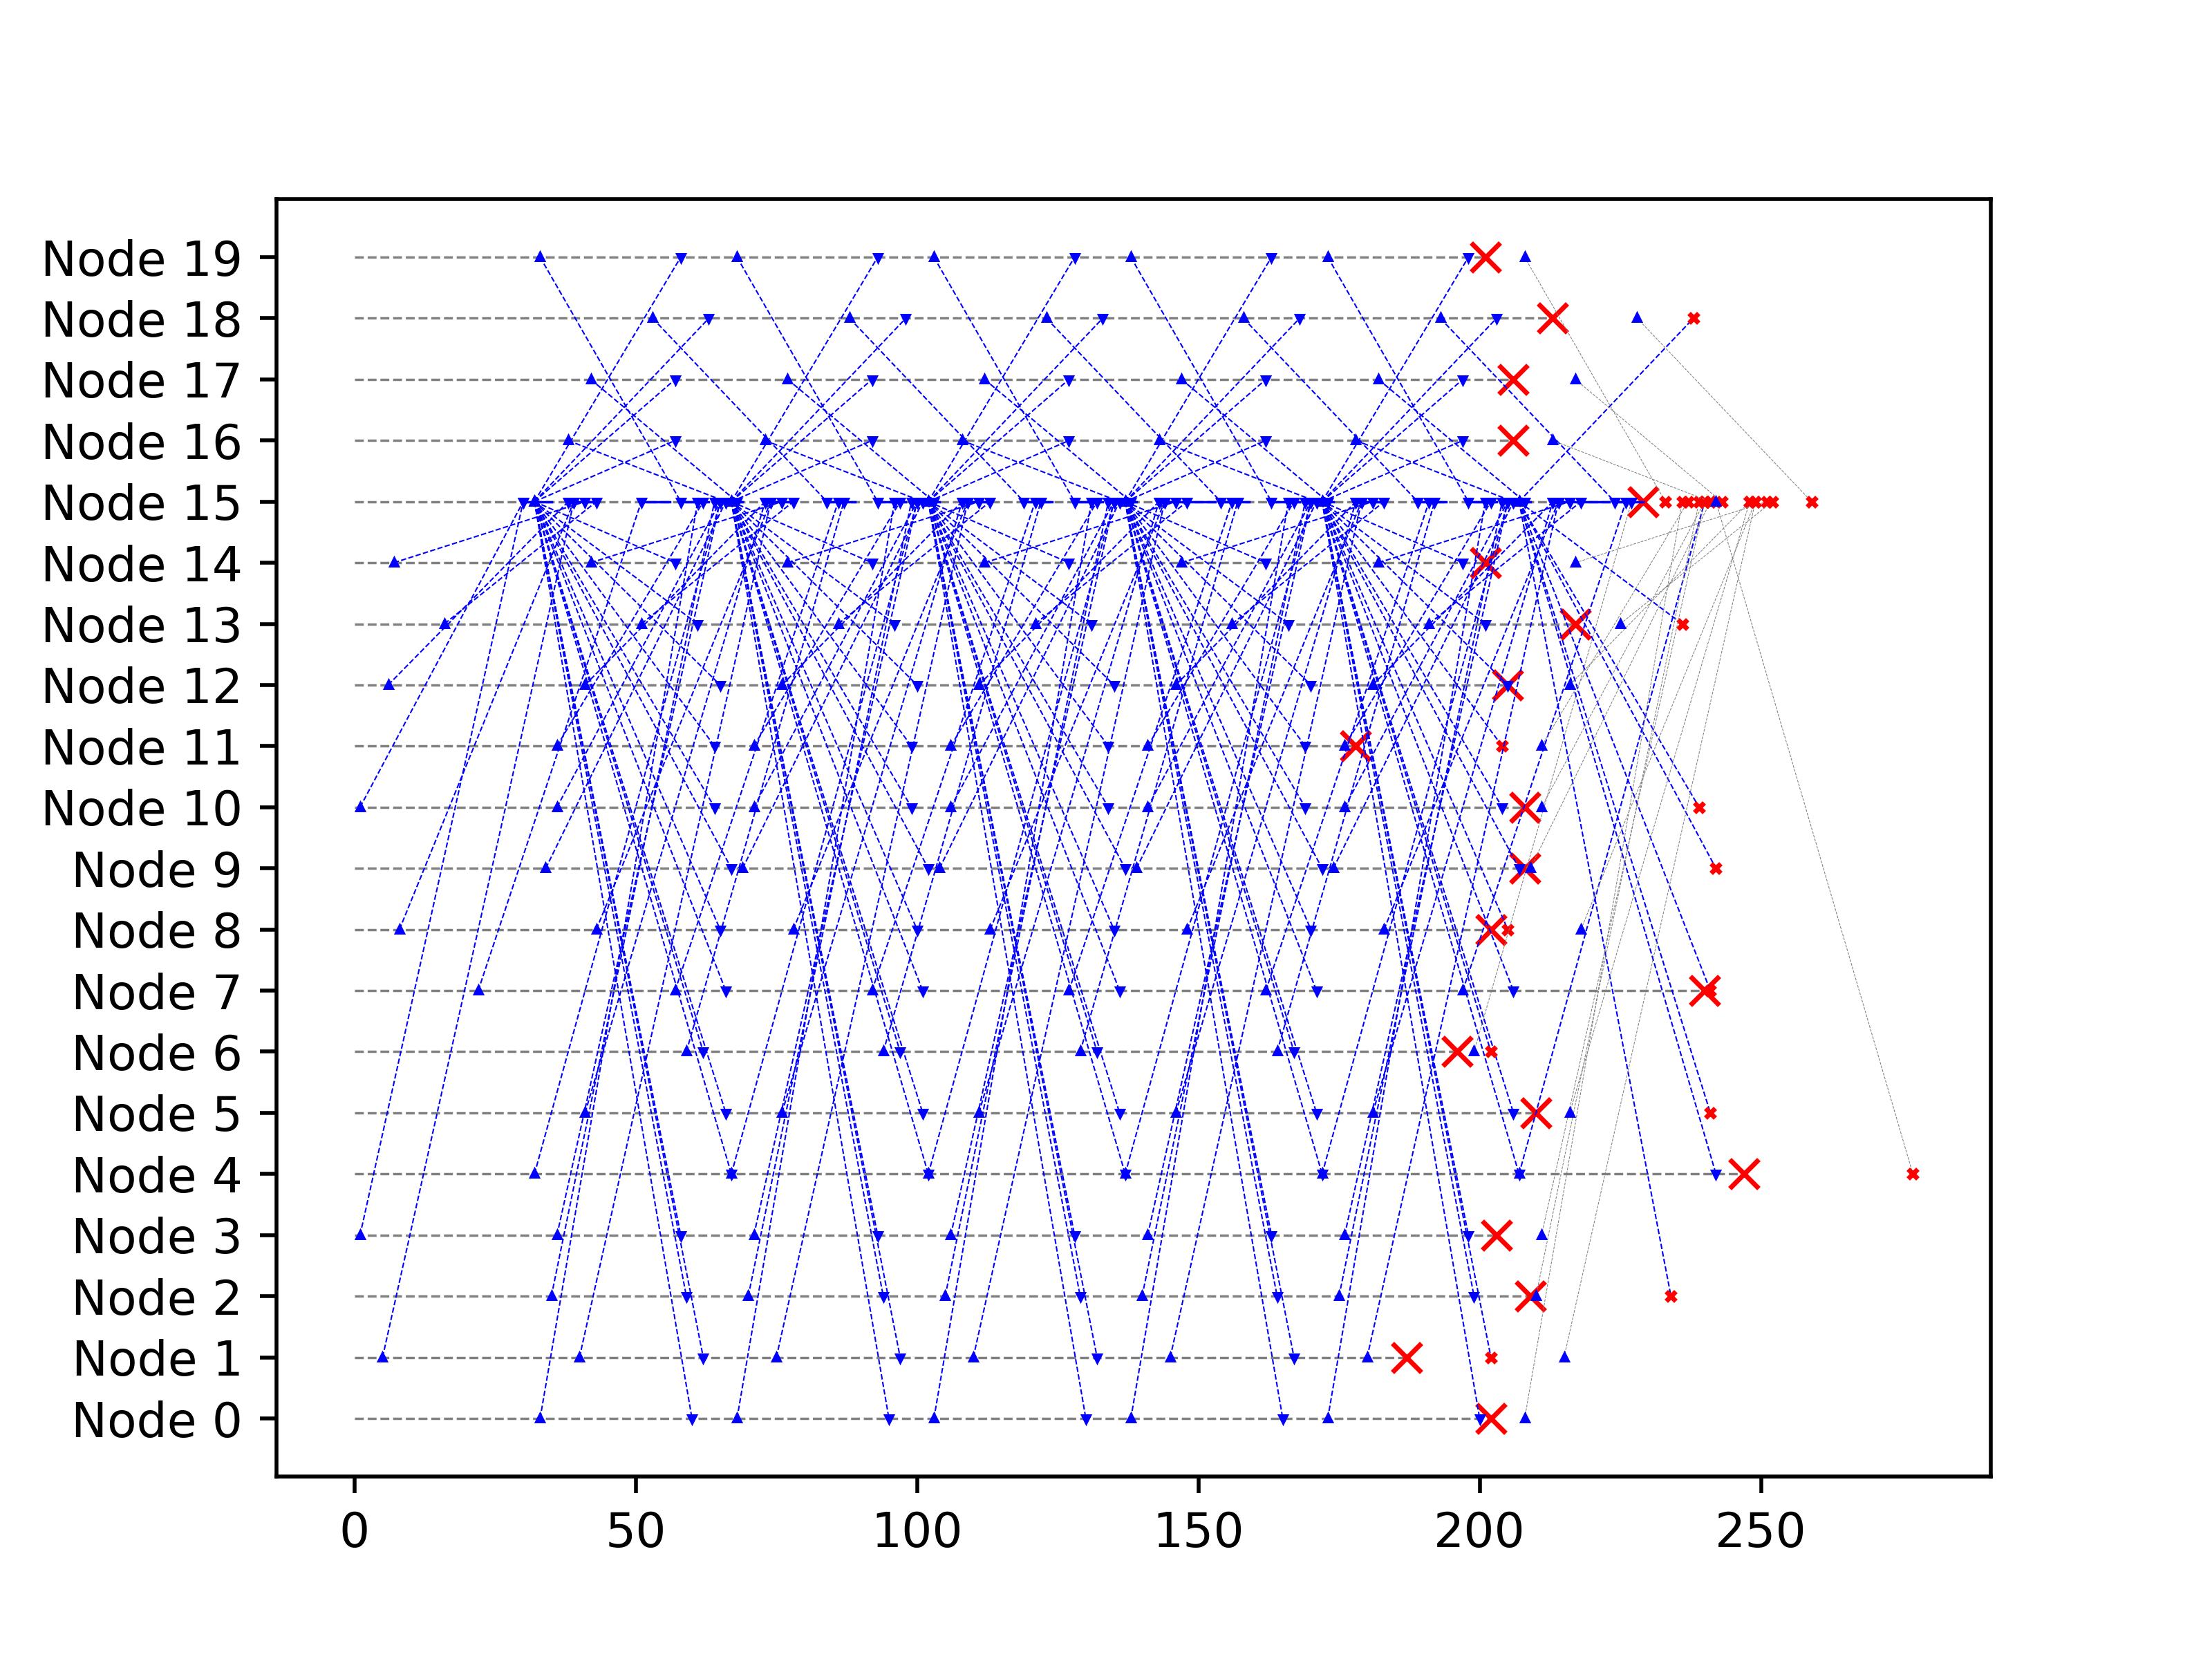 Node 19
Node 18
Node 17
Node 16
Node 15
Node 14
Node 13
Node 12
Node 11
Node 10
Node 9
Node 8
Node 7
Node 6
Node 5
Node 4
Node 3
Node 2
Node 1
Node 0
0 50 100 150 200 250